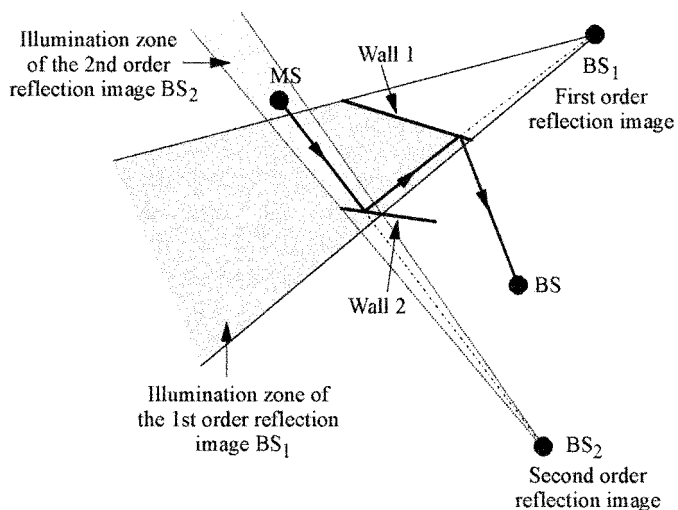 Illumination zone
of the 2nd order
reflection image BS2
MS
Wall 1
BS1
First order
reflection image
BS
Wall 2
Illumination zone of
the 1st order reflection
image BS1
BS2
Second order
reflection image